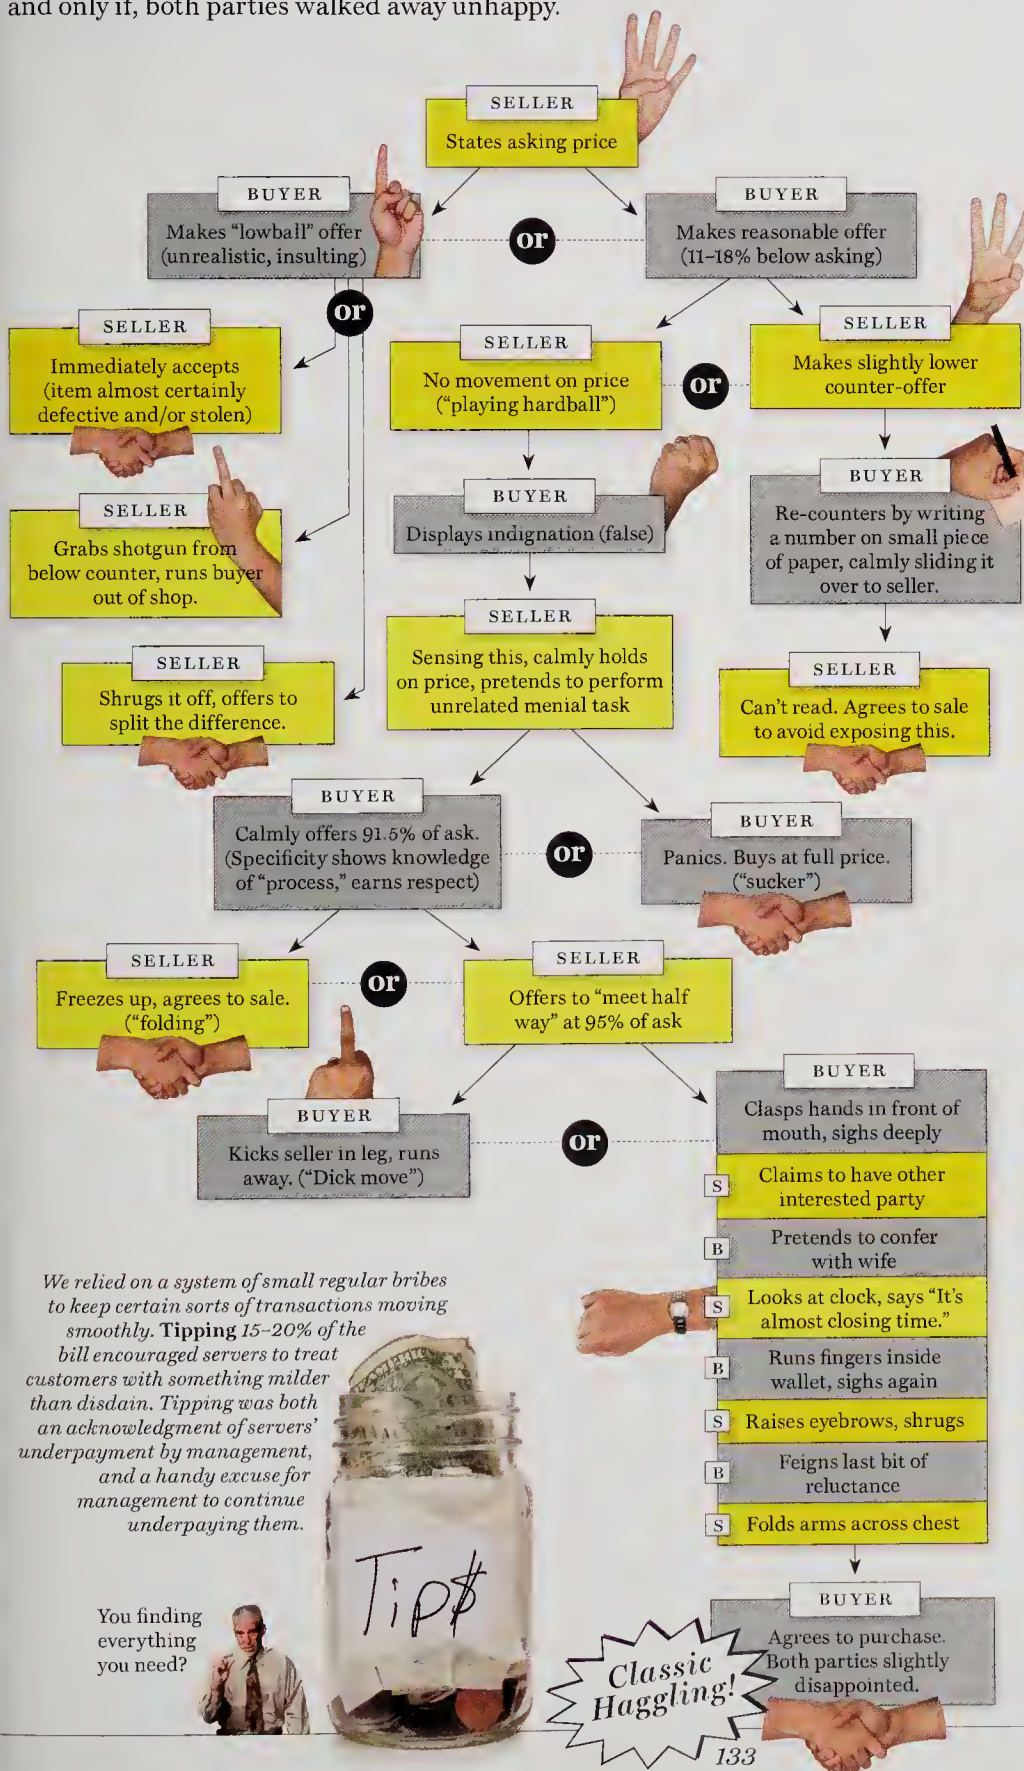 and only if, both parties walked away unhappy.
SELLER
States asking price
BUYER
Makes “lowball” offer
(unrealistic, insulting)
or
BUYER
Makes reasonable offer
(11–18% below asking)
or
SELLER
Immediately accepts
(item almost certainly
defective and/or stolen)
SELLER
Grabs shotgun from
below counter, runs buyer
out of shop.
SELLER
Shrugs it off, offers to
split the difference.
SELLER
No movement on price
(“playing hardball”)
or
SELLER
Makes slightly lower
counter-offer
BUYER
Displays indignation (false)
BUYER
Re-counters by writing
a number on small piece
of paper, calmly sliding it
over to seller.
SELLER
Sensing this, calmly holds
on price, pretends to perform
unrelated menial task
SELLER
Can’t read. Agrees to sale
to avoid exposing this.
BUYER
Calmly offers 91.5% of ask.
(Specificity shows knowledge
of “process,” earns respect)
or
BUYER
Panics. Buys at full price.
(“sucker”)
SELLER
Freezes up, agrees to sale.
(“folding”)
or
SELLER
Offers to “meet half
way” at 95% of ask
BUYER
Kicks seller in leg, runs
away. (“Dick move”)
or
BUYER
Clasps hands in front of
mouth, sighs deeply
S
Claims to have other
interested party
B
Pretends to confer
with wife
S
Looks at clock, says “It’s
almost closing time.”
B
Runs fingers inside
wallet, sighs again
S
Raises eyebrows, shrugs
B
Feigns last bit of
reluctance
S
Folds arms across chest
BUYER
Agrees to purchase.
Both parties slightly
disappointed.
Classic
Haggling!
We relied on a system of small regular bribes
to keep certain sorts of transactions moving
smoothly. Tipping 15–20% of the
bill encouraged servers to treat
customers with something milder
than disdain. Tipping was both
an acknowledgment of servers’
underpayment by management,
and a handy excuse for
management to continue
underpaying them.
Tip$
You finding
everything
you need?
133